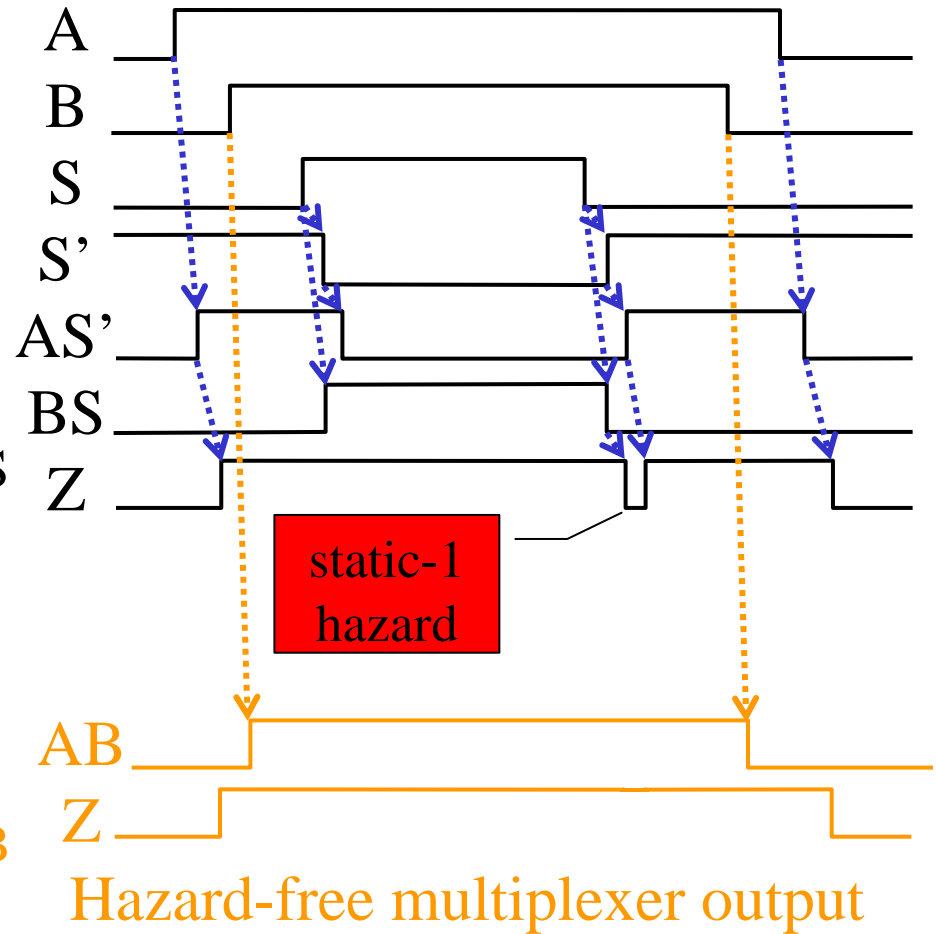 A
B
S
S’
AS’
BS
S
Z
static-1
hazard
AB
Z
B
Hazard-free multiplexer output